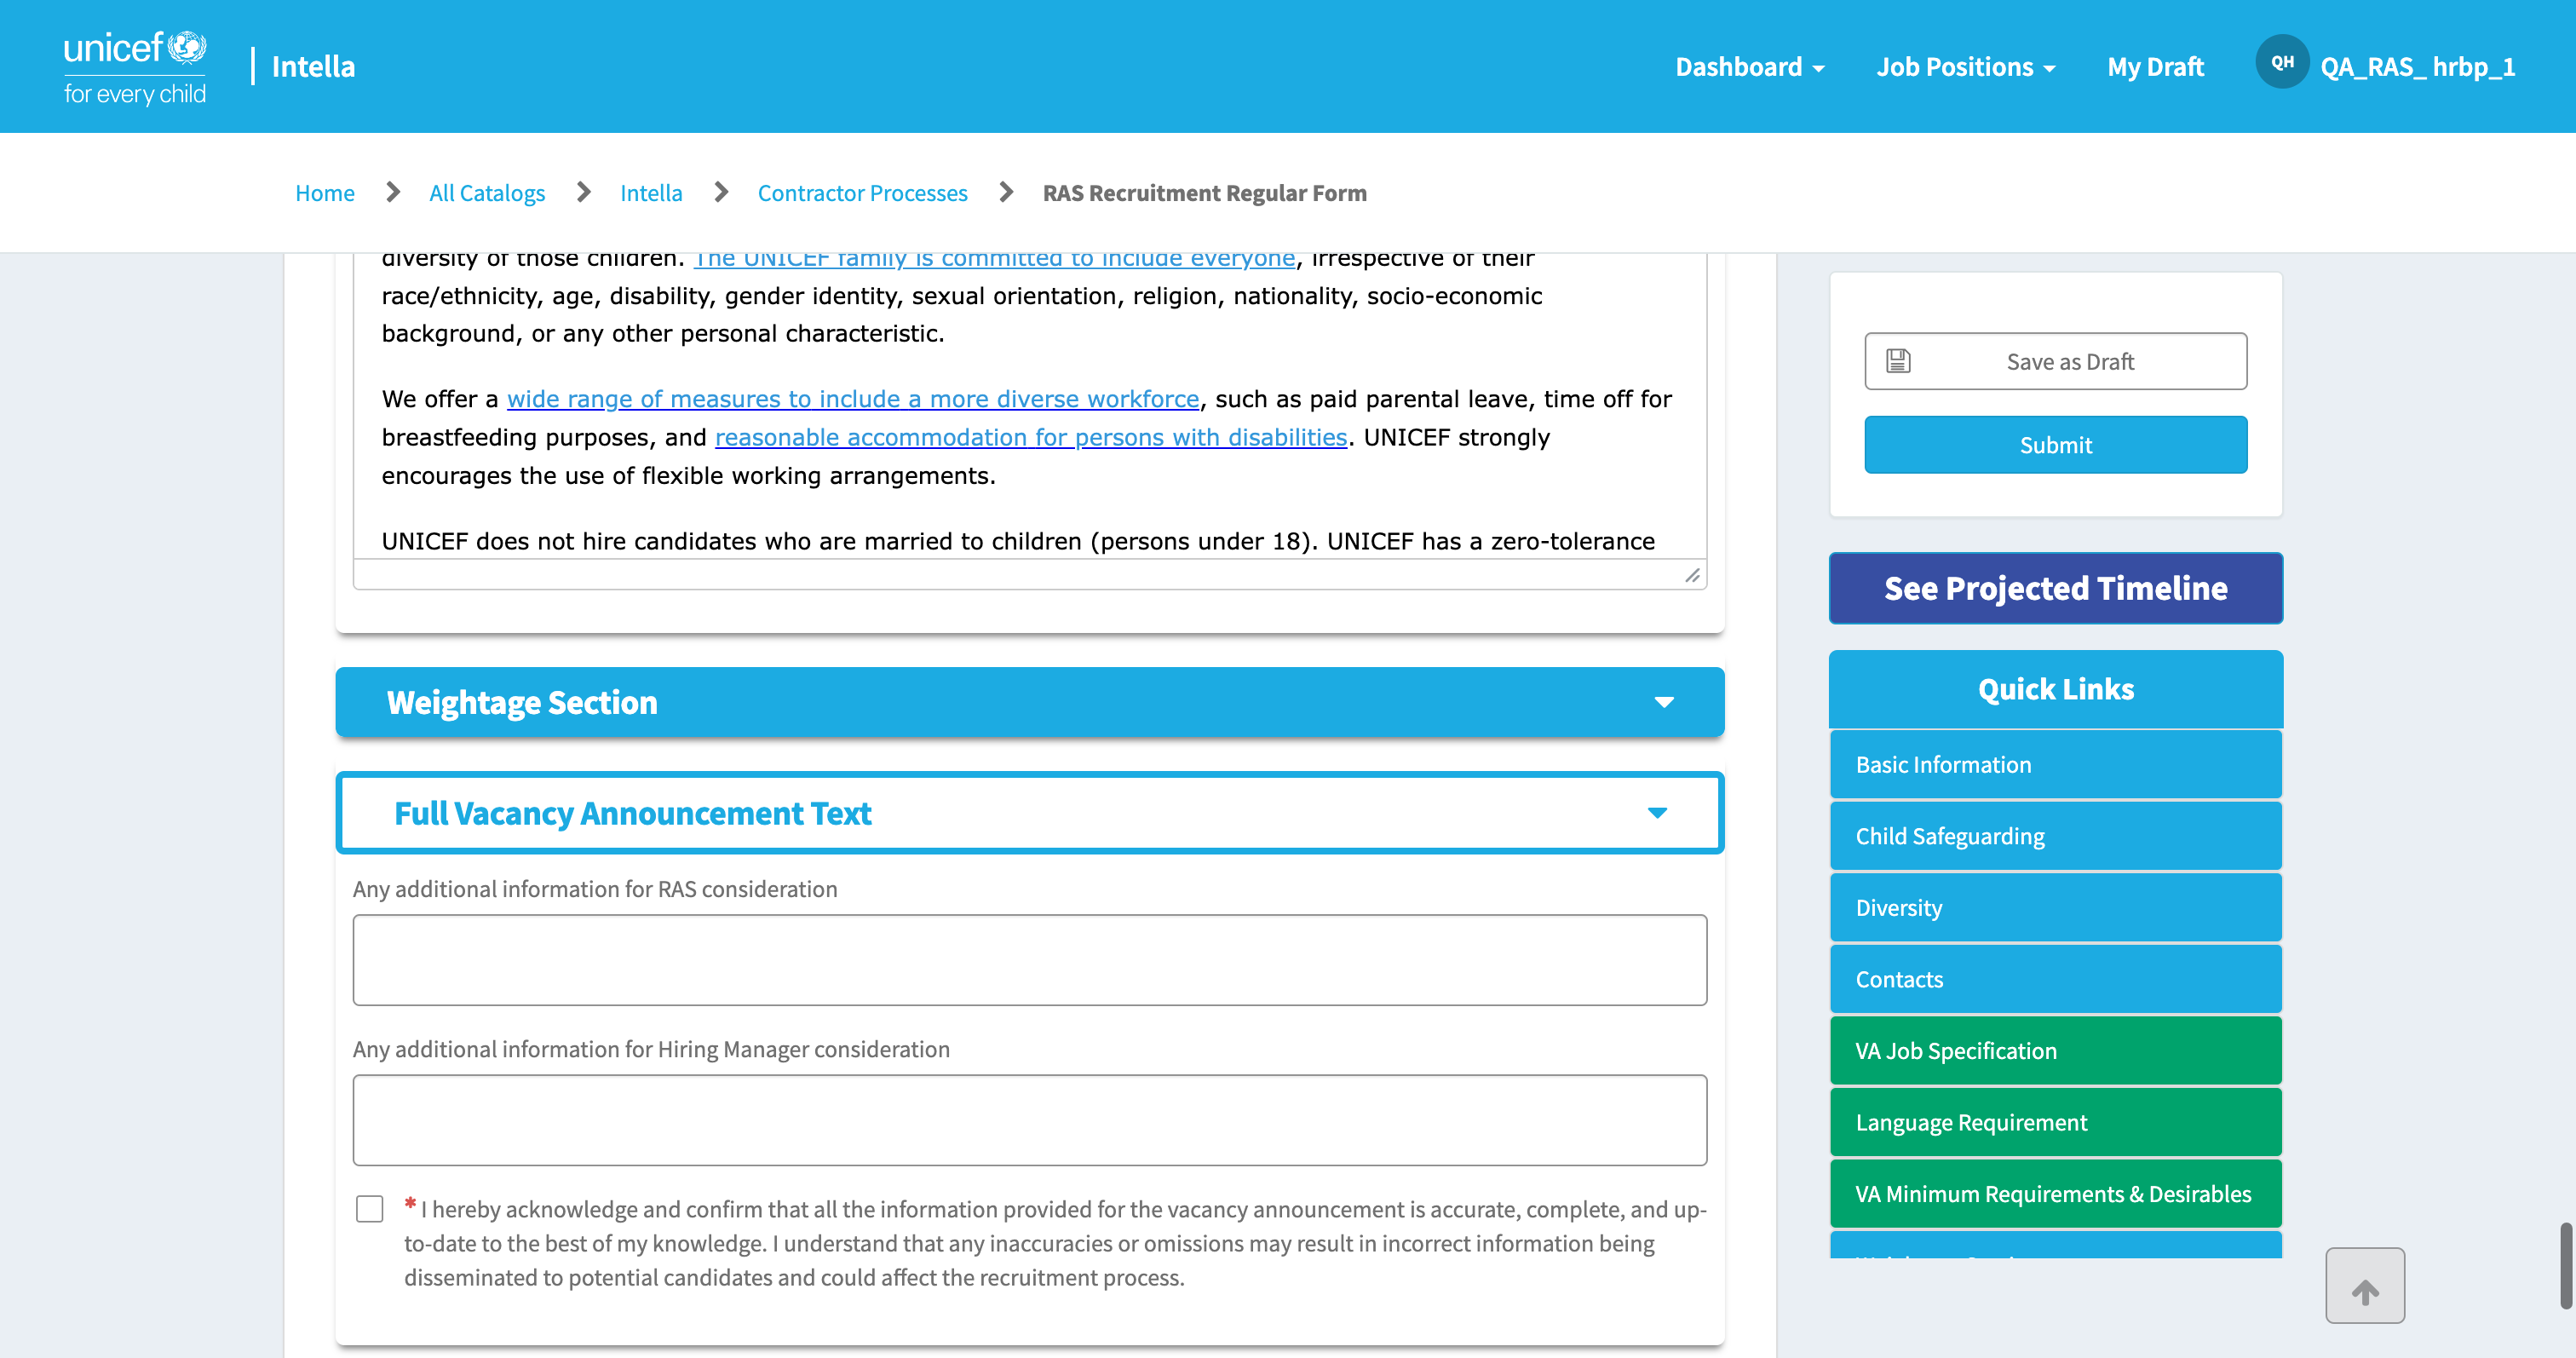 unicef
for every child
Intella
Dashboard
Job Positions
My Draft
QH
QA_RAS_ hrbp_1
Home
All Catalogs
Intella
Contractor Processes
RAS Recruitment Regular Form
diversity of those children. The UNICEF family is committed to include everyone, irrespective of their
race/ethnicity, age, disability, gender identity, sexual orientation, religion, nationality, socio-economic
background, or any other personal characteristic.
We offer a wide range of measures to include a more diverse workforce, such as paid parental leave, time off for
breastfeeding purposes, and reasonable accommodation for persons with disabilities. UNICEF strongly
encourages the use of flexible working arrangements.
UNICEF does not hire candidates who are married to children (persons under 18). UNICEF has a zero-tolerance
Weightage Section
Full Vacancy Announcement Text
Any additional information for RAS consideration
Any additional information for Hiring Manager consideration
* I hereby acknowledge and confirm that all the information provided for the vacancy announcement is accurate, complete, and up-
to-date to the best of my knowledge. I understand that any inaccuracies or omissions may result in incorrect information being
disseminated to potential candidates and could affect the recruitment process.
Save as Draft
Submit
See Projected Timeline
Quick Links
Basic Information
Child Safeguarding
Diversity
Contacts
VA Job Specification
Language Requirement
VA Minimum Requirements & Desirables